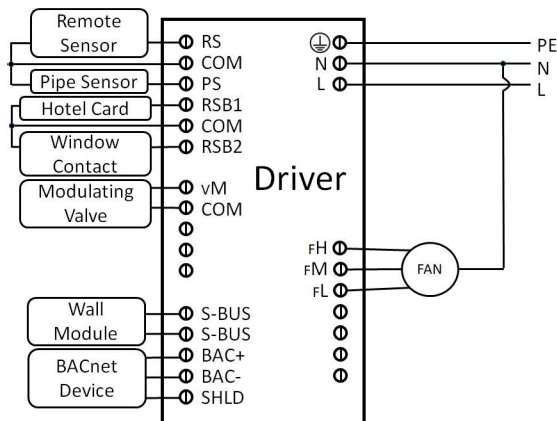 Remote
Sensor
RS
COM
Pipe Sensor
PS
Hotel Card
RSB1
COM
Window
Contact
RSB2
Modulating
Valve
vM
COM
Wall
Module
S-BUS
S-BUS
BACnet
Device
BAC+
BAC-
SHLD
Driver
PE
N
N
L
L
FH
FM
FL
FAN